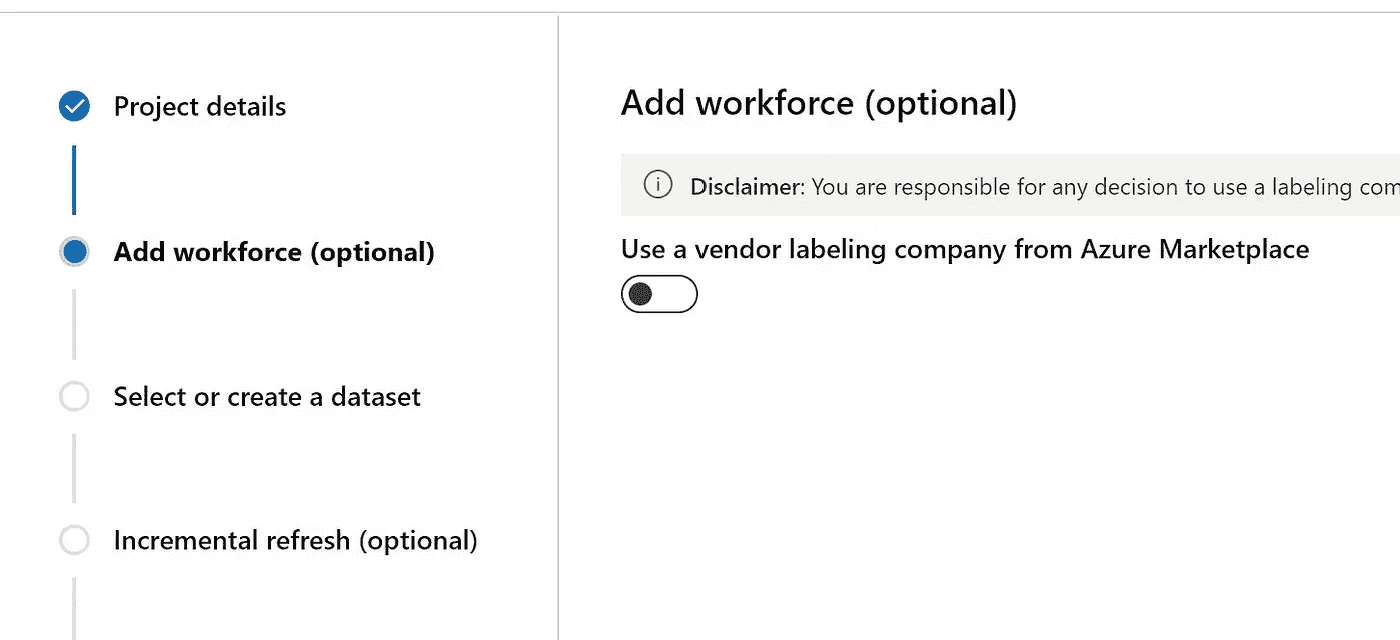 Project details
Add workforce (optional)
Select or create a dataset
Incremental refresh (optional)
Add workforce (optional)
Disclaimer: You are responsible for any decision to use a labeling
Use a vendor labeling company from Azure Marketplace